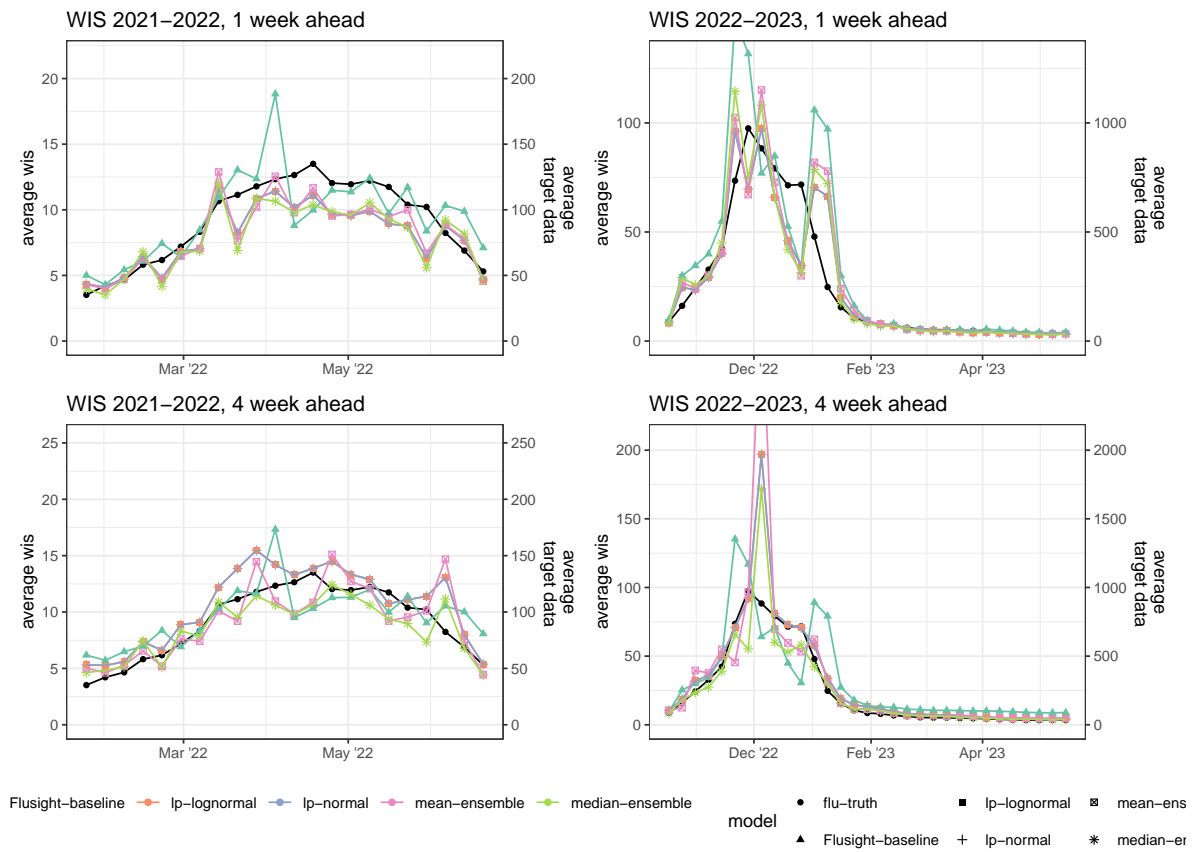 WIS 2021−2022, 1 week ahead
20
15
10
5
0
200
150
100
50
0
average wis
average
target data
Mar '22
May '22
WIS 2022−2023, 1 week ahead
100
50
0
1000
500
0
average wis
average
target data
Dec '22
Feb '23
Apr '23
WIS 2021−2022, 4 week ahead
25
20
15
10
5
0
250
200
150
100
50
0
average wis
average
target data
Mar '22
May '22
WIS 2022−2023, 4 week ahead
200
150
100
50
0
2000
1500
1000
500
0
average wis
average
target data
Dec '22
Feb '23
Apr '23
Flusight−baseline lp−lognormal lp−normal mean−ensemble median−ensemble
model
flu−truth lp−lognormal mean−ens
Flusight−baseline lp−normal median−e